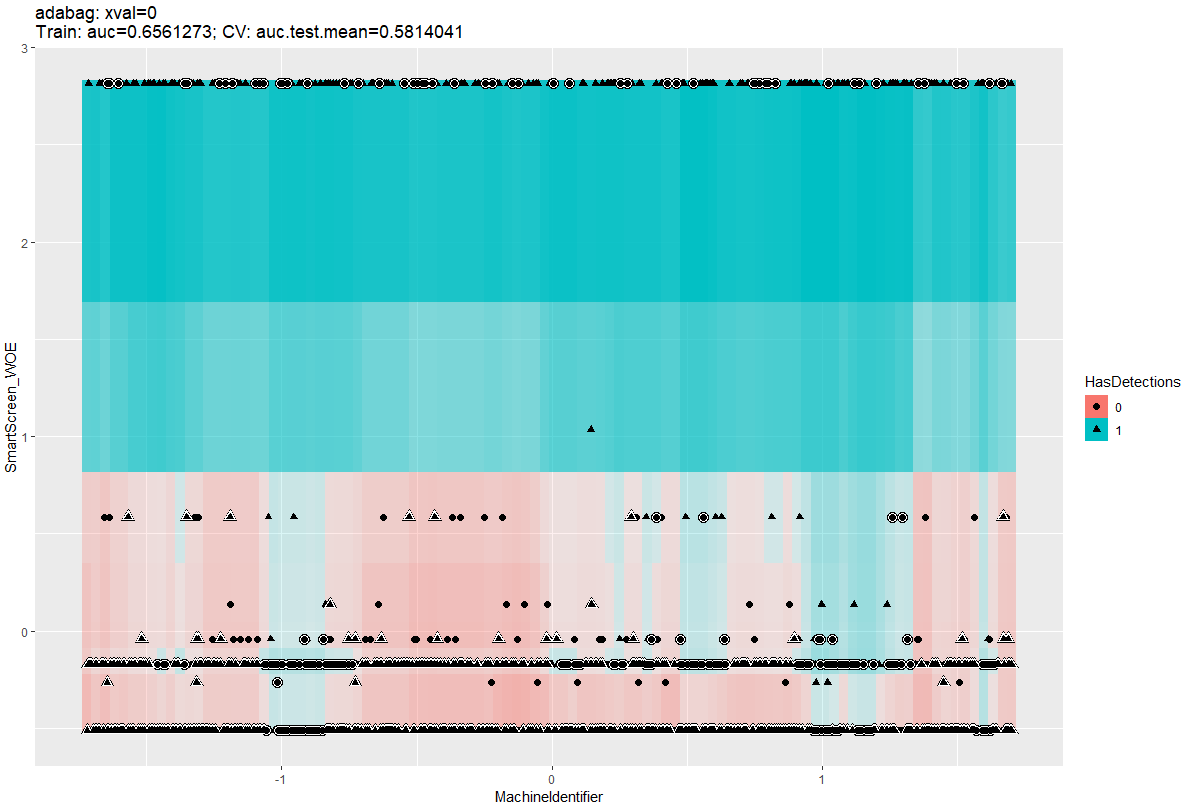 adabag: xval=0
Train: auc=0.6561273; CV: auc.test.mean=0.5814041
3
2
1
0
SmartScreen_WOE
-1
0
1
MachineIdentifier
HasDetections
0
1